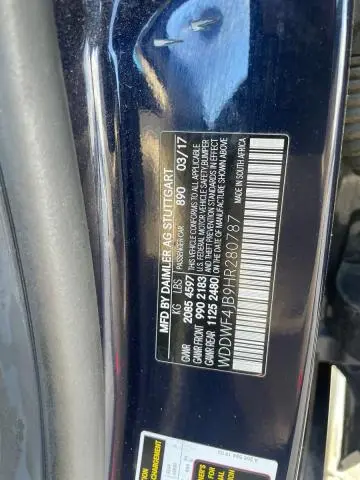 MFD BY DAIMLER AG STUTTGART
PASSENGER CAR 890 03/17
KG LBS
GVWR 2085 4597
GAWR FRONT 990 2183
GAWR REAR 1125 2480
THIS VEHICLE CONFORMS TO ALL APPLICABLE
U.S. FEDERAL MOTOR VEHICLE SAFETY/BUMPER/
THEFT PREVENTION STANDARDS IN EFFECT
ON THE DATE OF MANUFACTURE SHOWN ABOVE
WDDWF4JB9HR280787
MADE IN SOUTH AFRICA